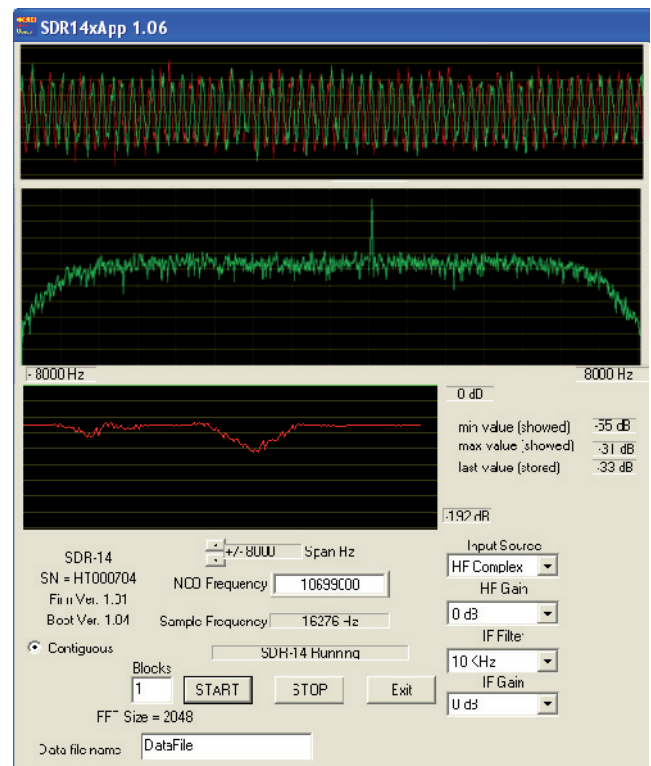 SDR14xApp 1.06
- 8000 Hz
8000 Hz
0 dD
min value (showed) -55 dB
max value (showed) -31 dB
last value (stored) -33 dB
-192 dB
+/- 8000 Span Hz
SDR-14
SN = HT000704
Firm Ver. 1.01
Boot Ver. 1.04
NCO Frequency 10699000
Sample Frequency 16276 Hz
Input Source
HF Complex
HF Gain
0 dB
IF Filter
10 KHz
IF Gain
0 dB
Contiguous
SDR-14 Running
Blocks
1
START STOP Exit
FFT Size = 2048
Data file name DataFile